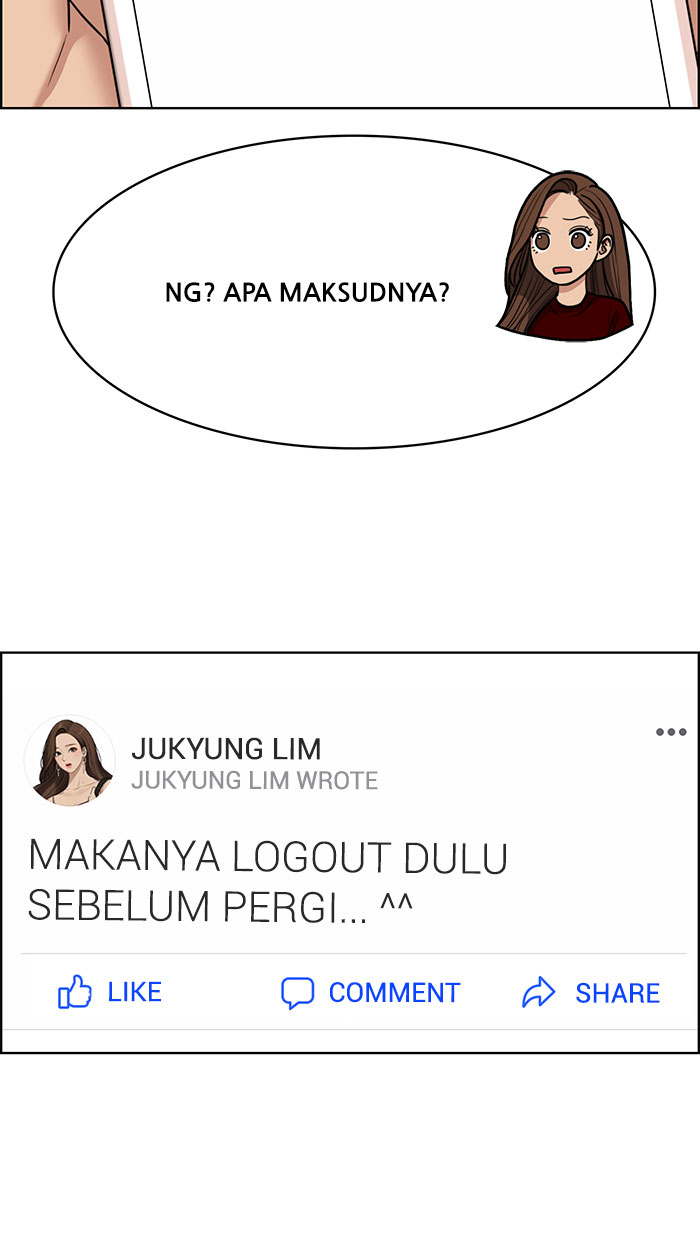 NG? APA MAKSUDNYA?
JUKYUNG LIM
JUKYUNG LIM WROTE
MAKANYA LOGOUT DULU
SEBELUM PERGI... ^^
LIKE COMMENT SHARE